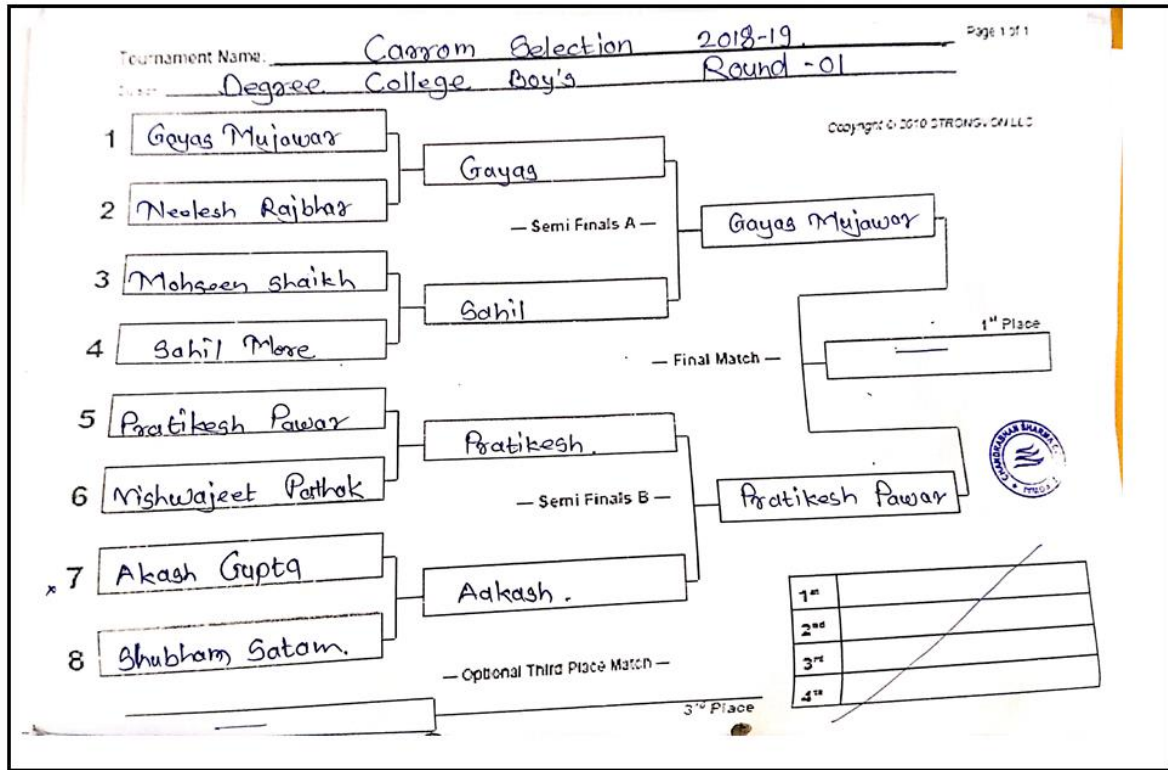 Page 1 of 1
Tournament Name. Carrom Selection 2018-19.
Degree College Boy's Round - 01
Copyright © 2010
1 Gayas Mujawar
Gayas
2 Neelesh Rajbhar
— Semi Finals A —
Gayas Mujawar
3 Mohseen Shaikh
Sahil
4 Sahil More
1st Place
— Final Match —
5 Pratikesh Pawar
Pratikesh.
6 Vishwajeet Pathak
— Semi Finals B —
Pratikesh Pawar
7 Akash Gupta
Aakash.
8 Shubham Satam.
— Optional Third Place Match —
3rd Place
1st
2nd
3rd
4th
CHANDRABHAN SHARMA